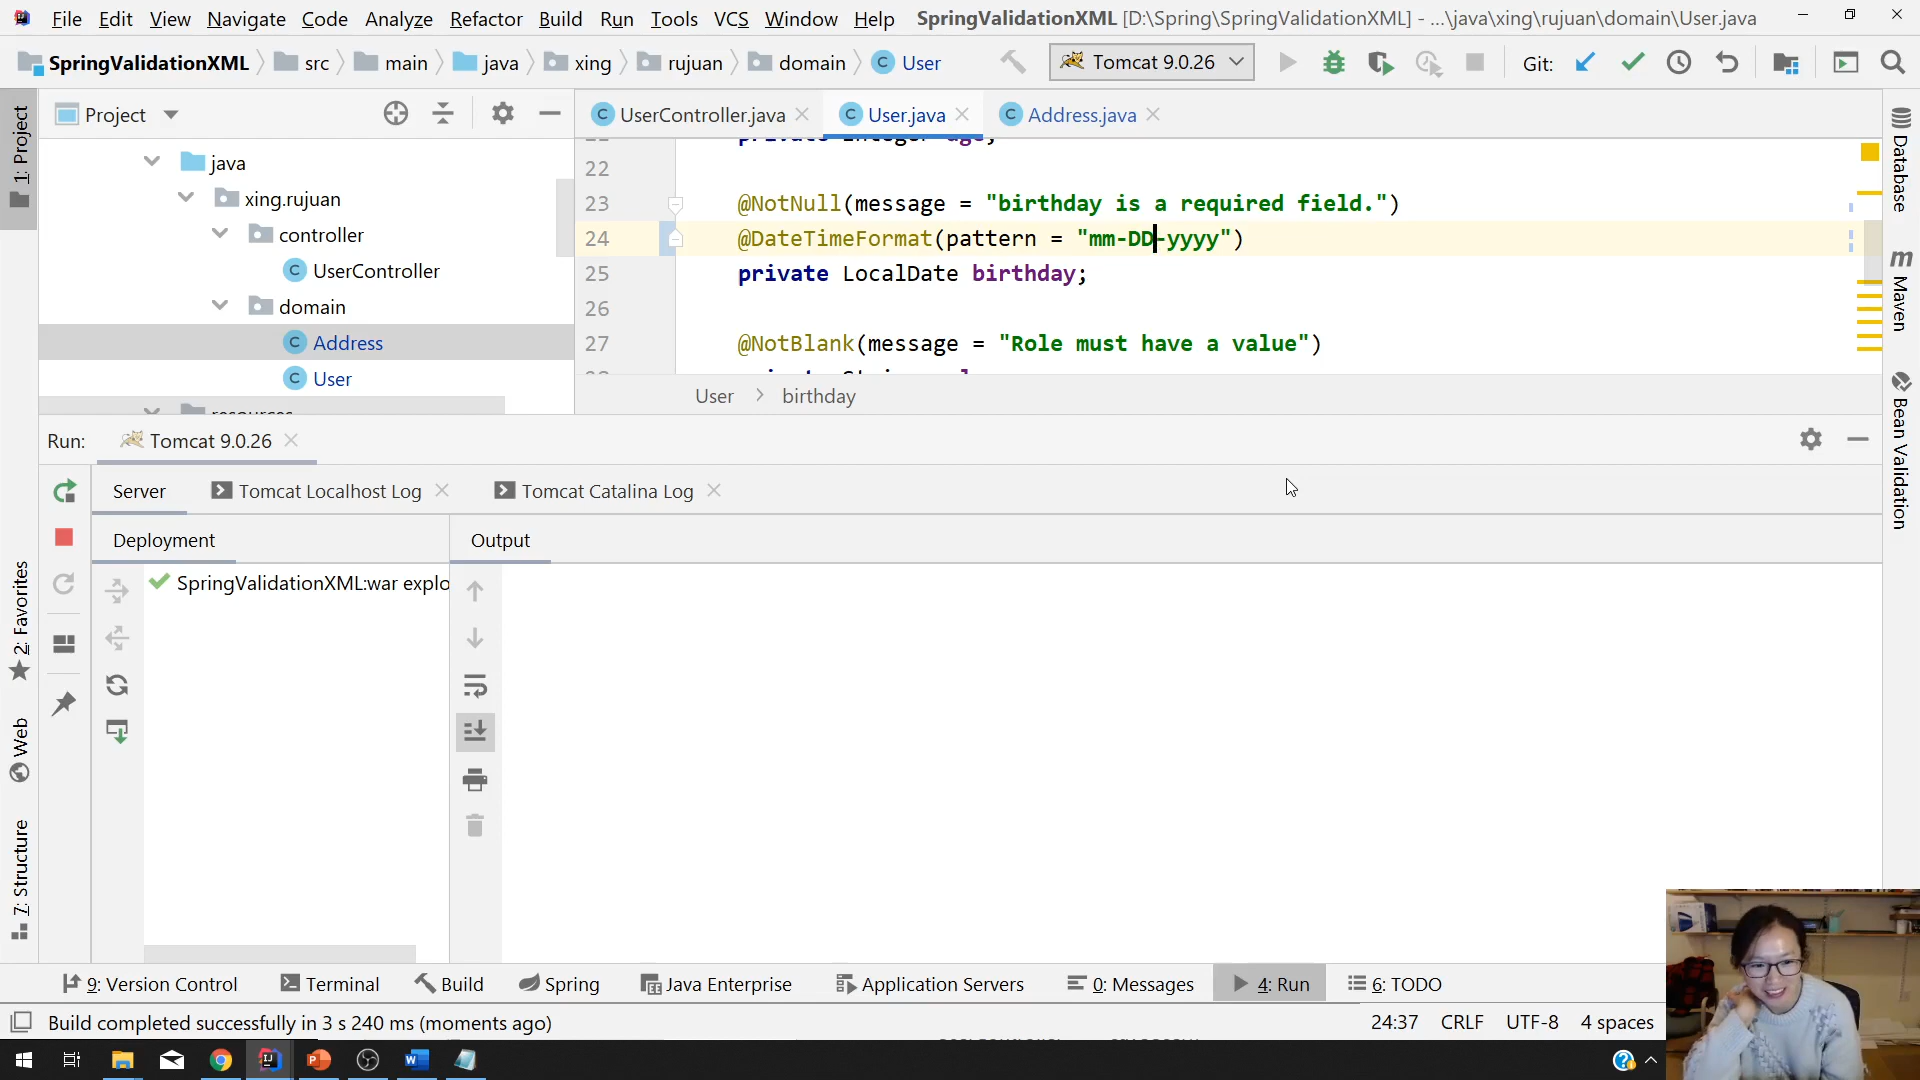 File Edit View Navigate Code Analyze Refactor Build Run Tools VCS Window Help SpringValidationXML [D:\Spring\SpringValidationXML] - ...\java\xing\rujuan\domain\User.java
SpringValidationXML src main java xing rujuan domain User Tomcat 9.0.26 Git:
1: Project
Project
UserController.java User.java Address.java
java
xing.rujuan
controller
UserController
domain
Address
User
resources
private Integer age;
22
23 @NotNull(message = "birthday is a required field.")
24 @DateTimeFormat(pattern = "mm-DD-yyyy")
25 private LocalDate birthday;
26
27 @NotBlank(message = "Role must have a value")
User birthday
Database
Maven
Bean Validation
Run: Tomcat 9.0.26
Server Tomcat Localhost Log Tomcat Catalina Log
Deployment Output
SpringValidationXML:war explo
2: Favorites
Web
7: Structure
9: Version Control Terminal Build Spring Java Enterprise Application Servers 0: Messages 4: Run 6: TODO
Build completed successfully in 3 s 240 ms (moments ago) 24:37 CRLF UTF-8 4 spaces